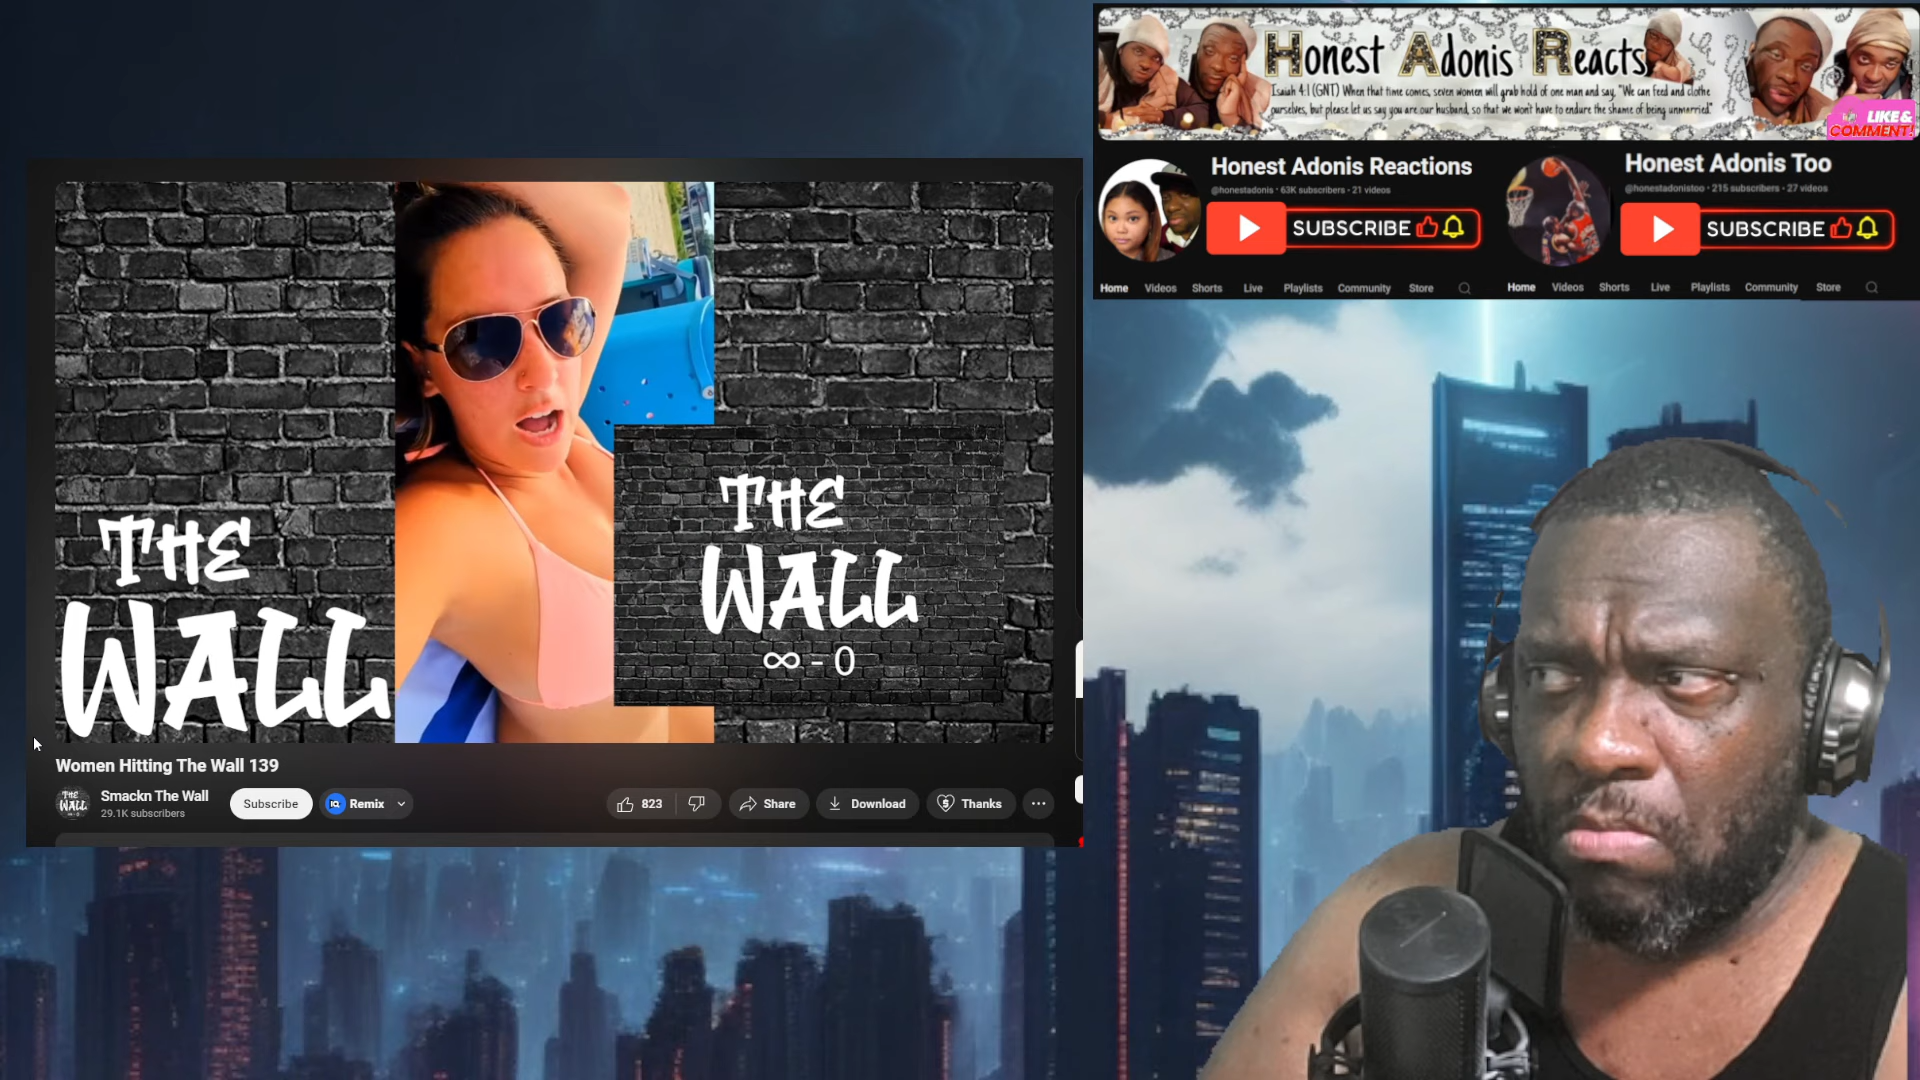 Honest Adonis Reacts
Isaiah 4:1 (GNT) When that time comes, seven women will grab hold of one man and say, "We can feed and clothe
ourselves, but please let us say you are our husband, so that we won't have to endure the shame of being unmarried."
LIKE &
COMMENT!
Honest Adonis Reactions
@honestadonis · 63K subscribers · 21 videos
SUBSCRIBE
Home Videos Shorts Live Playlists Community Store
Honest Adonis Too
@honestadonistoo · 215 subscribers · 27 videos
SUBSCRIBE
Home Videos Shorts Live Playlists Community Store
THE
WALL
THE
WALL
∞ - 0
Women Hitting The Wall 139
THE
WALL
Smackn The Wall
29.1K subscribers
Subscribe
IQ Remix
823
Share
Download
Thanks